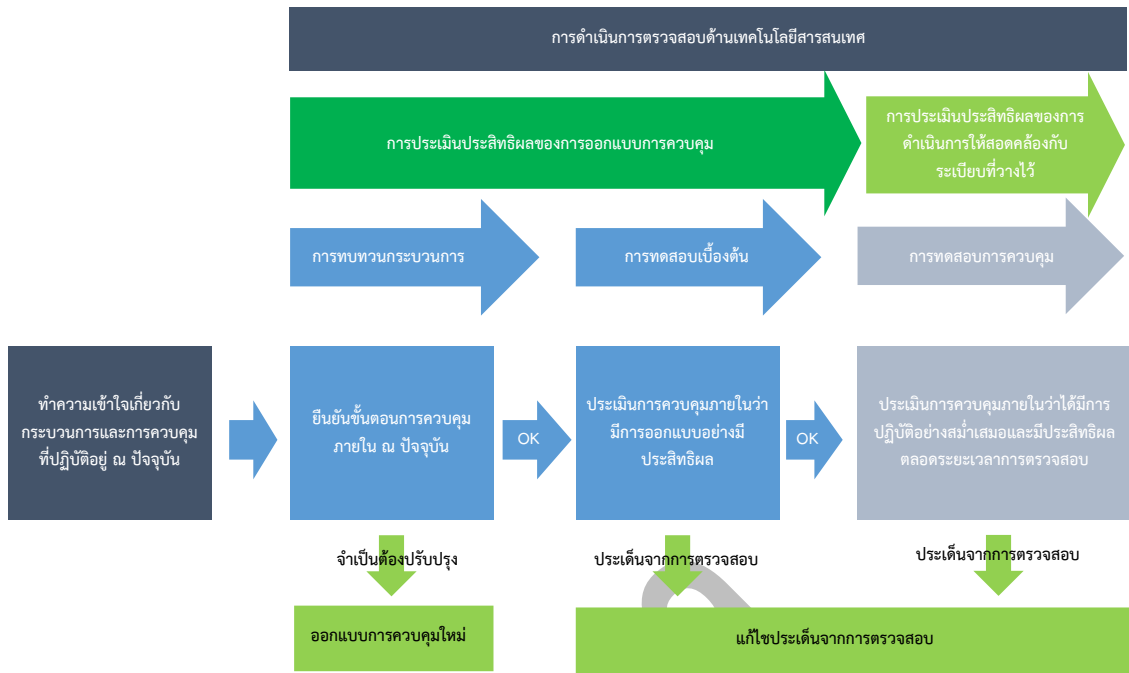 การดำเนินการตรวจสอบด้านเทคโนโลยีสารสนเทศ
การประเมินประสิทธิผลของการออกแบบการควบคุม
การประเมินประสิทธิผลของการ
ดำเนินการให้สอดคล้องกับ
ระเบียบที่วางไว้
การทบทวนกระบวนการ
การทดสอบเบื้องต้น
การทดสอบการควบคุม
ทำความเข้าใจเกี่ยวกับ
กระบวนการและการควบคุม
ที่ปฏิบัติอยู่ ณ ปัจจุบัน
ยืนยันขั้นตอนการควบคุม
ภายใน ณ ปัจจุบัน
OK
ประเมินการควบคุมภายในว่า
มีการออกแบบอย่างมี
ประสิทธิผล
OK
ประเมินการควบคุมภายในว่าได้มีการ
ปฏิบัติอย่างสม่ำเสมอและมีประสิทธิผล
ตลอดระยะเวลาการตรวจสอบ
จำเป็นต้องปรับปรุง
ประเด็นจากการตรวจสอบ
ประเด็นจากการตรวจสอบ
ออกแบบการควบคุมใหม่
แก้ไขประเด็นจากการตรวจสอบ